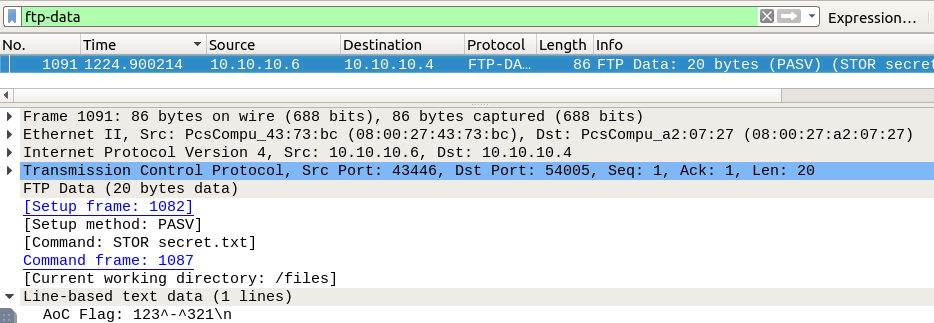 ftp-data Expression…
No. Time Source Destination Protocol Length Info
1091 1224.900214 10.10.10.6 10.10.10.4 FTP-DA… 86 FTP Data: 20 bytes (PASV) (STOR secret
Frame 1091: 86 bytes on wire (688 bits), 86 bytes captured (688 bits)
Ethernet II, Src: PcsCompu_43:73:bc (08:00:27:43:73:bc), Dst: PcsCompu_a2:07:27 (08:00:27:a2:07:27)
Internet Protocol Version 4, Src: 10.10.10.6, Dst: 10.10.10.4
Transmission Control Protocol, Src Port: 43446, Dst Port: 54005, Seq: 1, Ack: 1, Len: 20
FTP Data (20 bytes data)
[Setup frame: 1082]
[Setup method: PASV]
[Command: STOR secret.txt]
Command frame: 1087
[Current working directory: /files]
Line-based text data (1 lines)
AoC Flag: 123^-^321\n